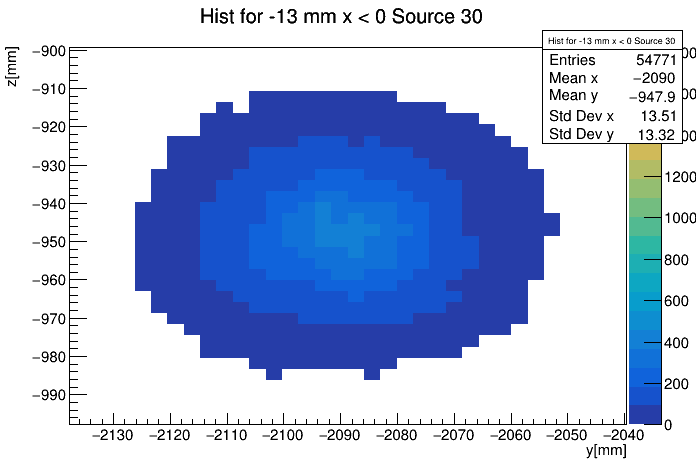 Hist for -13 mm x < 0 Source 30
Hist for -13 mm x < 0 Source 30
Entries 54771
Mean x −2090
Mean y −947.9
Std Dev x 13.51
Std Dev y 13.32
z[mm]
−900
−910
−920
−930
−940
−950
−960
−970
−980
−990
1200
1000
800
600
400
200
0
−2130 −2120 −2110 −2100 −2090 −2080 −2070 −2060 −2050 −2040
y[mm]